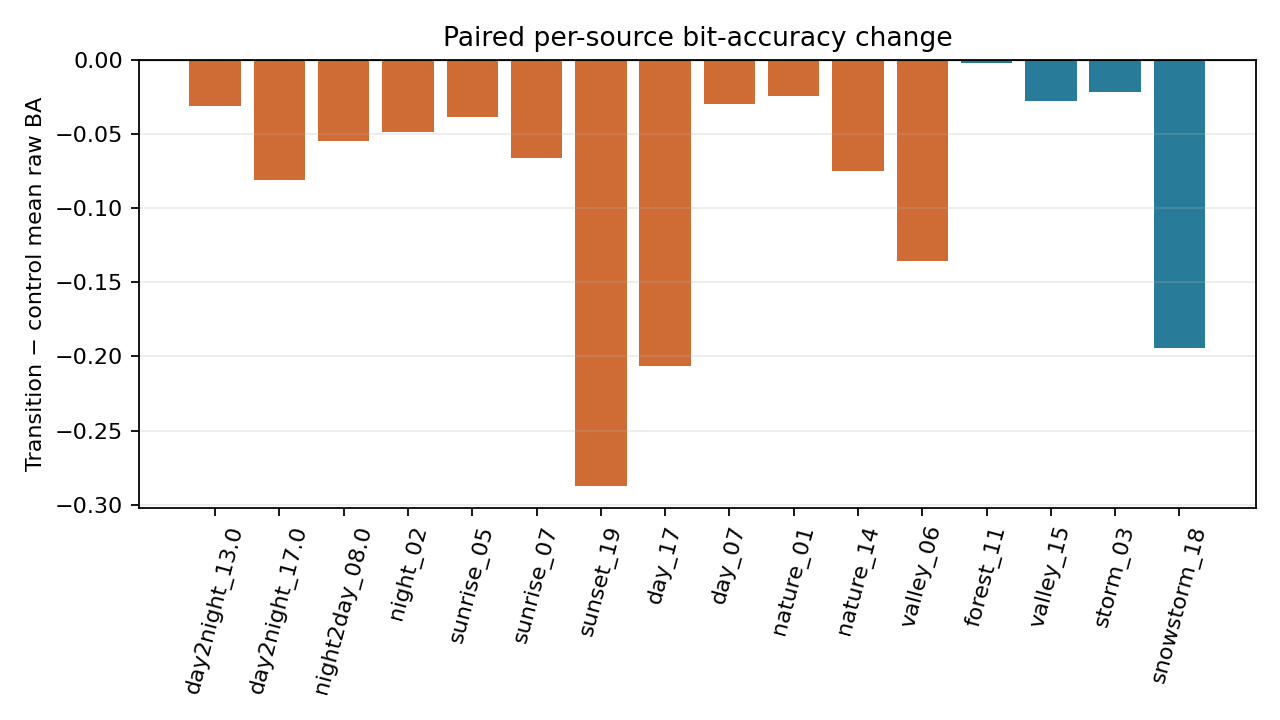 Paired per-source bit-accuracy change
Transition − control mean raw BA
0.00
−0.05
−0.10
−0.15
−0.20
−0.25
−0.30
day2night_13.0
day2night_17.0
night2day_08.0
night_02
sunrise_05
sunrise_07
sunset_19
day_17
day_07
nature_01
nature_14
valley_06
forest_11
valley_15
storm_03
snowstorm_18